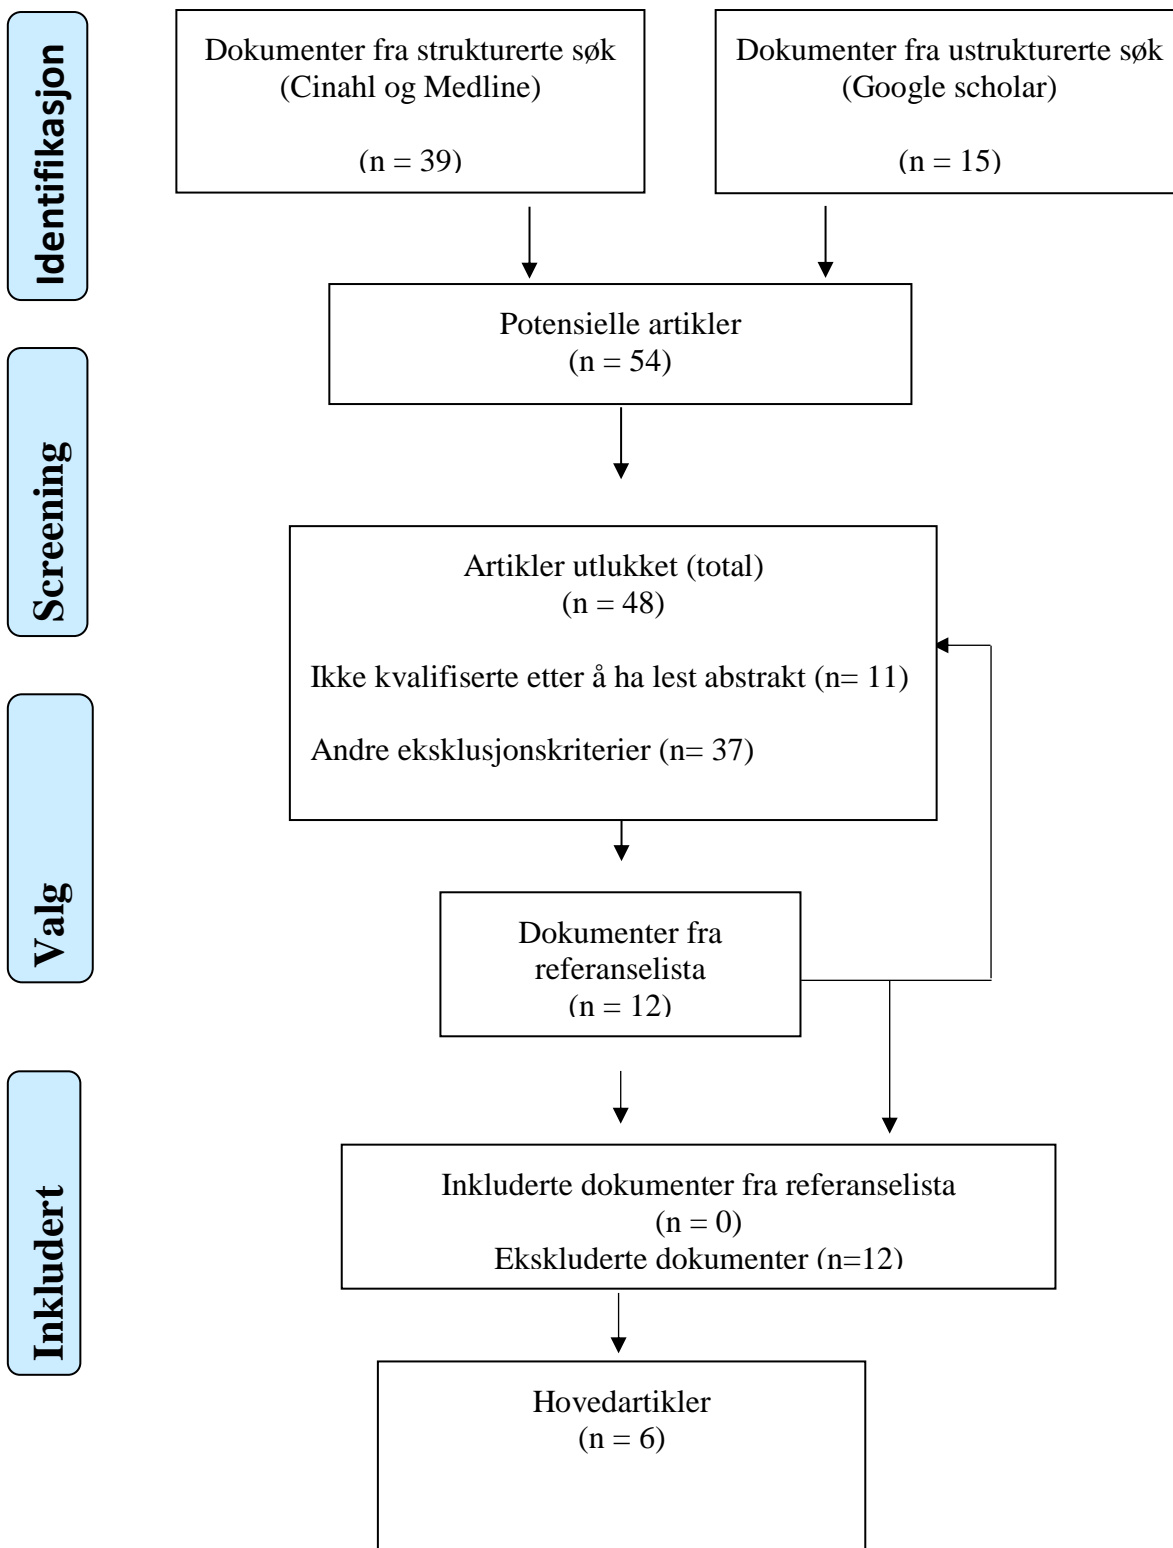 Identifikasjon
Dokumenter fra strukturerte søk
(Cinahl og Medline)
(n = 39)
Dokumenter fra ustrukturerte søk
(Google scholar)
(n = 15)
Potensielle artikler
(n = 54)
Screening
Artikler utlukket (total)
(n = 48)
Ikke kvalifiserte etter å ha lest abstrakt (n= 11)
Andre eksklusjonskriterier (n= 37)
Valg
Dokumenter fra
referanselista
(n = 12)
Inkludert
Inkluderte dokumenter fra referanselista
(n = 0)
Ekskluderte dokumenter (n=12)
Hovedartikler
(n = 6)